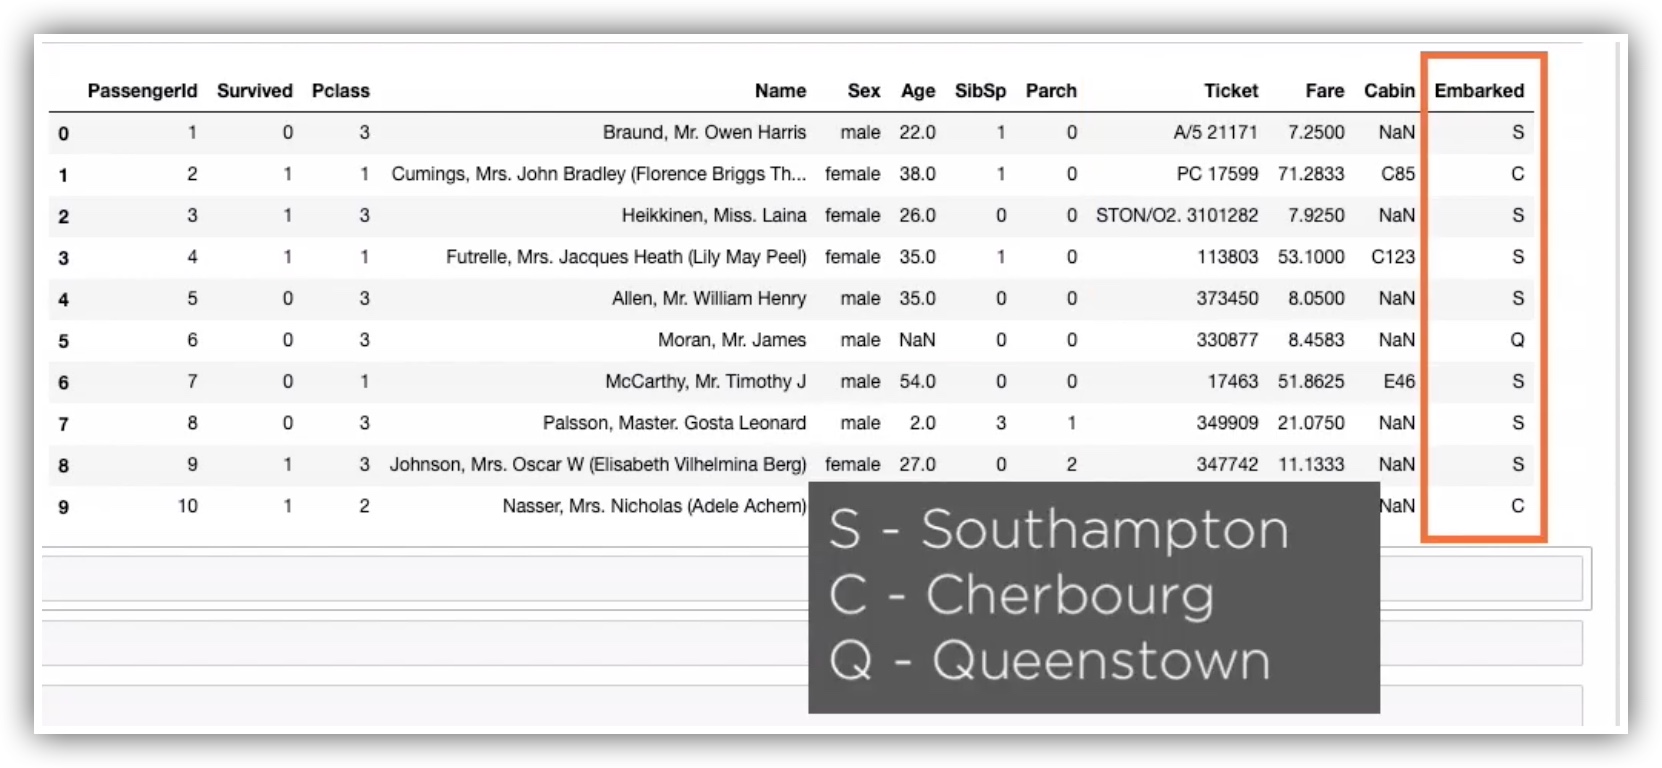 PassengerId Survived Pclass Name Sex Age SibSp Parch Ticket Fare Cabin Embarked
0 1 0 3 Braund, Mr. Owen Harris male 22.0 1 0 A/5 21171 7.2500 NaN S
1 2 1 1 Cumings, Mrs. John Bradley (Florence Briggs Th... female 38.0 1 0 PC 17599 71.2833 C85 C
2 3 1 3 Heikkinen, Miss. Laina female 26.0 0 0 STON/O2. 3101282 7.9250 NaN S
3 4 1 1 Futrelle, Mrs. Jacques Heath (Lily May Peel) female 35.0 1 0 113803 53.1000 C123 S
4 5 0 3 Allen, Mr. William Henry male 35.0 0 0 373450 8.0500 NaN S
5 6 0 3 Moran, Mr. James male NaN 0 0 330877 8.4583 NaN Q
6 7 0 1 McCarthy, Mr. Timothy J male 54.0 0 0 17463 51.8625 E46 S
7 8 0 3 Palsson, Master. Gosta Leonard male 2.0 3 1 349909 21.0750 NaN S
8 9 1 3 Johnson, Mrs. Oscar W (Elisabeth Vilhelmina Berg) female 27.0 0 2 347742 11.1333 NaN S
9 10 1 2 Nasser, Mrs. Nicholas (Adele Achem) NaN C
S - Southampton
C - Cherbourg
Q - Queenstown